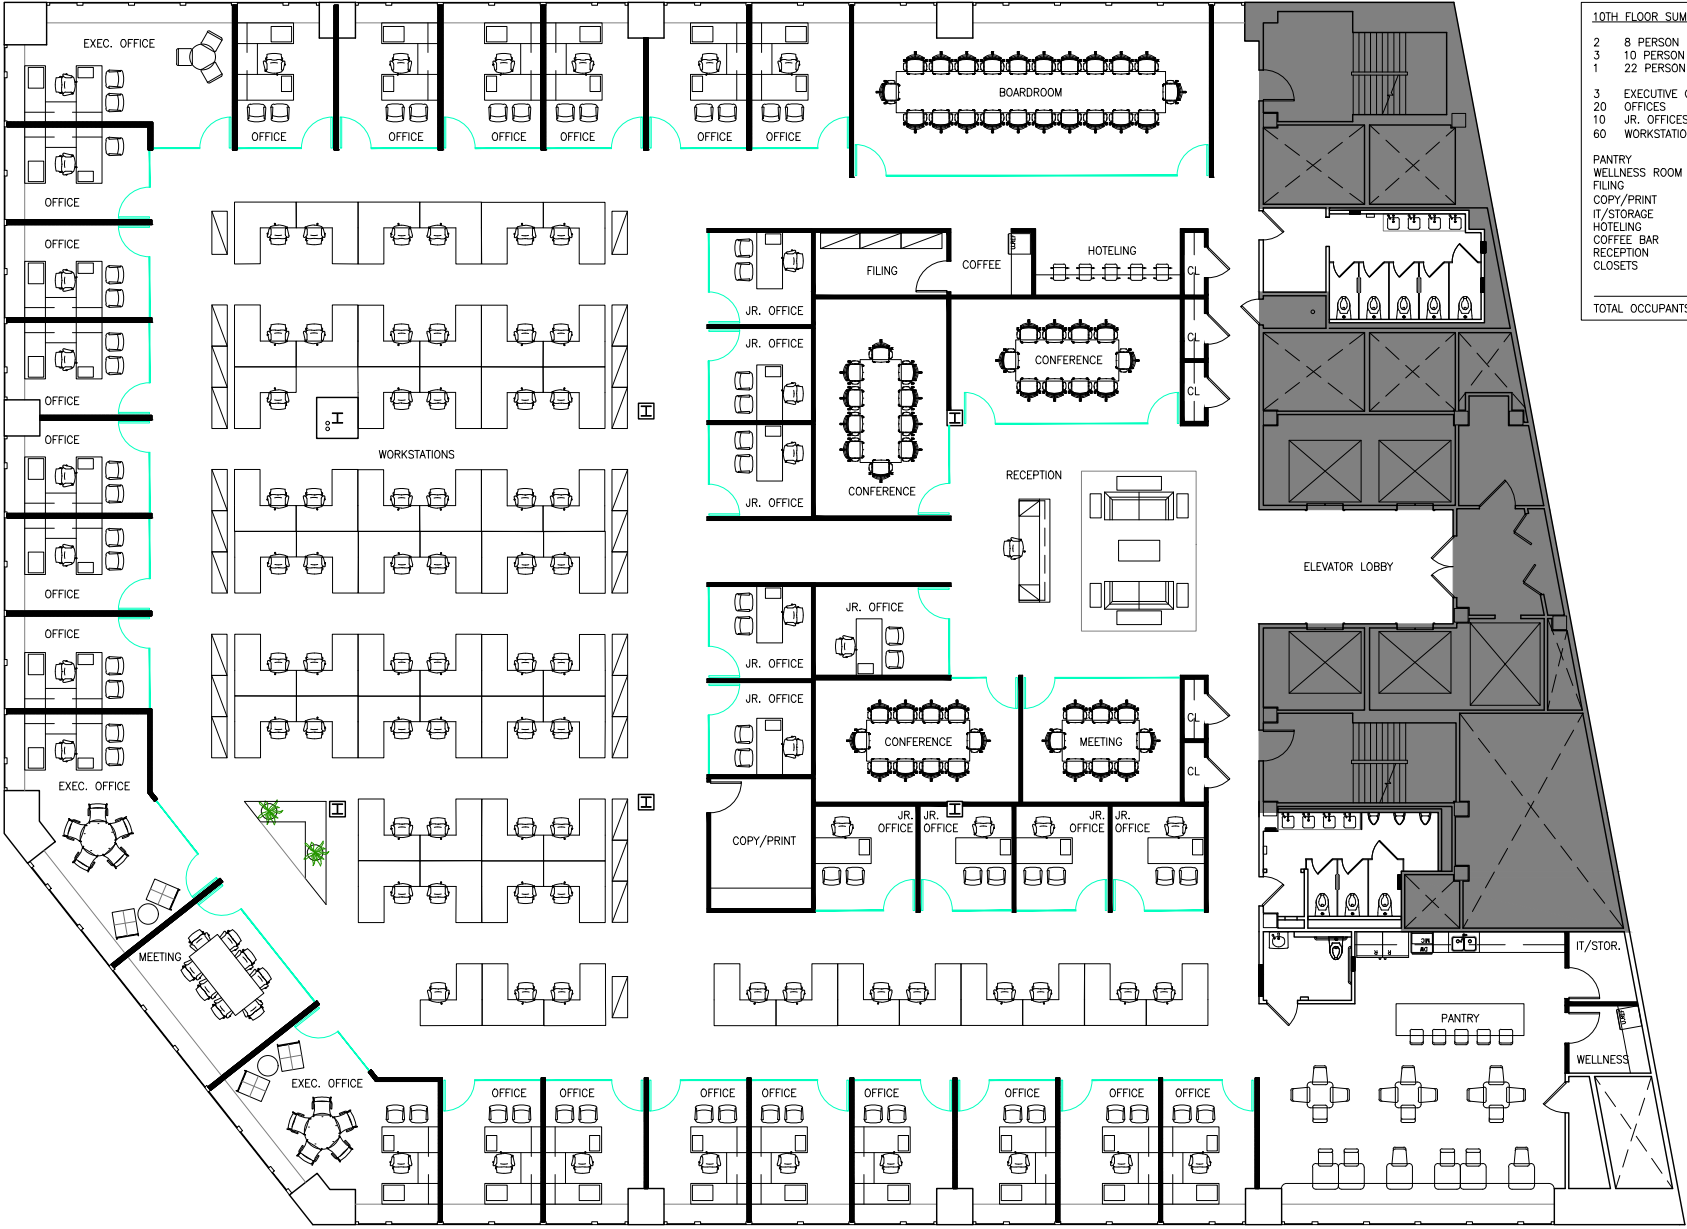 EXEC. OFFICE
OFFICE
OFFICE
OFFICE
OFFICE
OFFICE
OFFICE
BOARDROOM
10TH FLOOR SUM
2 8 PERSON
3 10 PERSON
1 22 PERSON
3 EXECUTIVE
20 OFFICES
10 JR. OFFICES
60 WORKSTATIO
PANTRY
WELLNESS ROOM
FILING
COPY/PRINT
IT/STORAGE
HOTELING
COFFEE BAR
RECEPTION
CLOSETS
TOTAL OCCUPANTS
OFFICE
OFFICE
OFFICE
OFFICE
OFFICE
OFFICE
WORKSTATIONS
JR. OFFICE
JR. OFFICE
JR. OFFICE
FILING
COFFEE
HOTELING
CL
CL
CL
CONFERENCE
CONFERENCE
RECEPTION
ELEVATOR LOBBY
JR. OFFICE
JR. OFFICE
JR. OFFICE
CONFERENCE
MEETING
CL
CL
COPY/PRINT
JR.
OFFICE
JR.
OFFICE
JR.
OFFICE
JR.
OFFICE
OFFICE
EXEC. OFFICE
MEETING
EXEC. OFFICE
OFFICE
OFFICE
OFFICE
OFFICE
OFFICE
OFFICE
OFFICE
OFFICE
R R
DW
MIC
IT/STOR.
PANTRY
WELLNESS